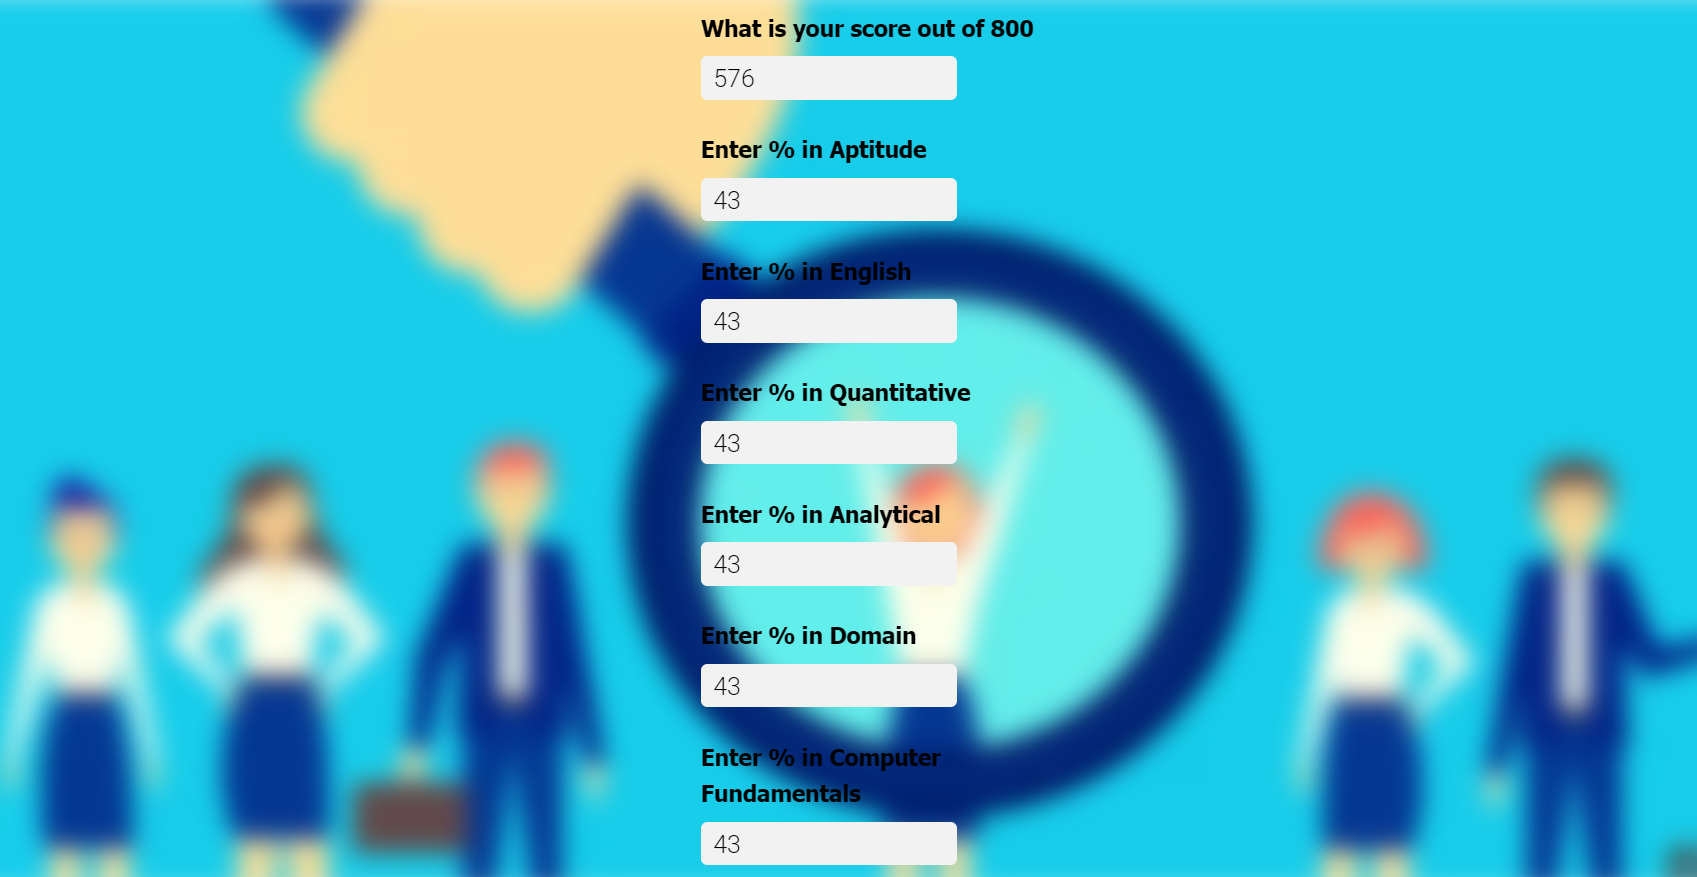 What is your score out of 800
576
Enter % in Aptitude
43
Enter % in English
43
Enter % in Quantitative
43
Enter % in Analytical
43
Enter % in Domain
43
Enter % in Computer
Fundamentals
43